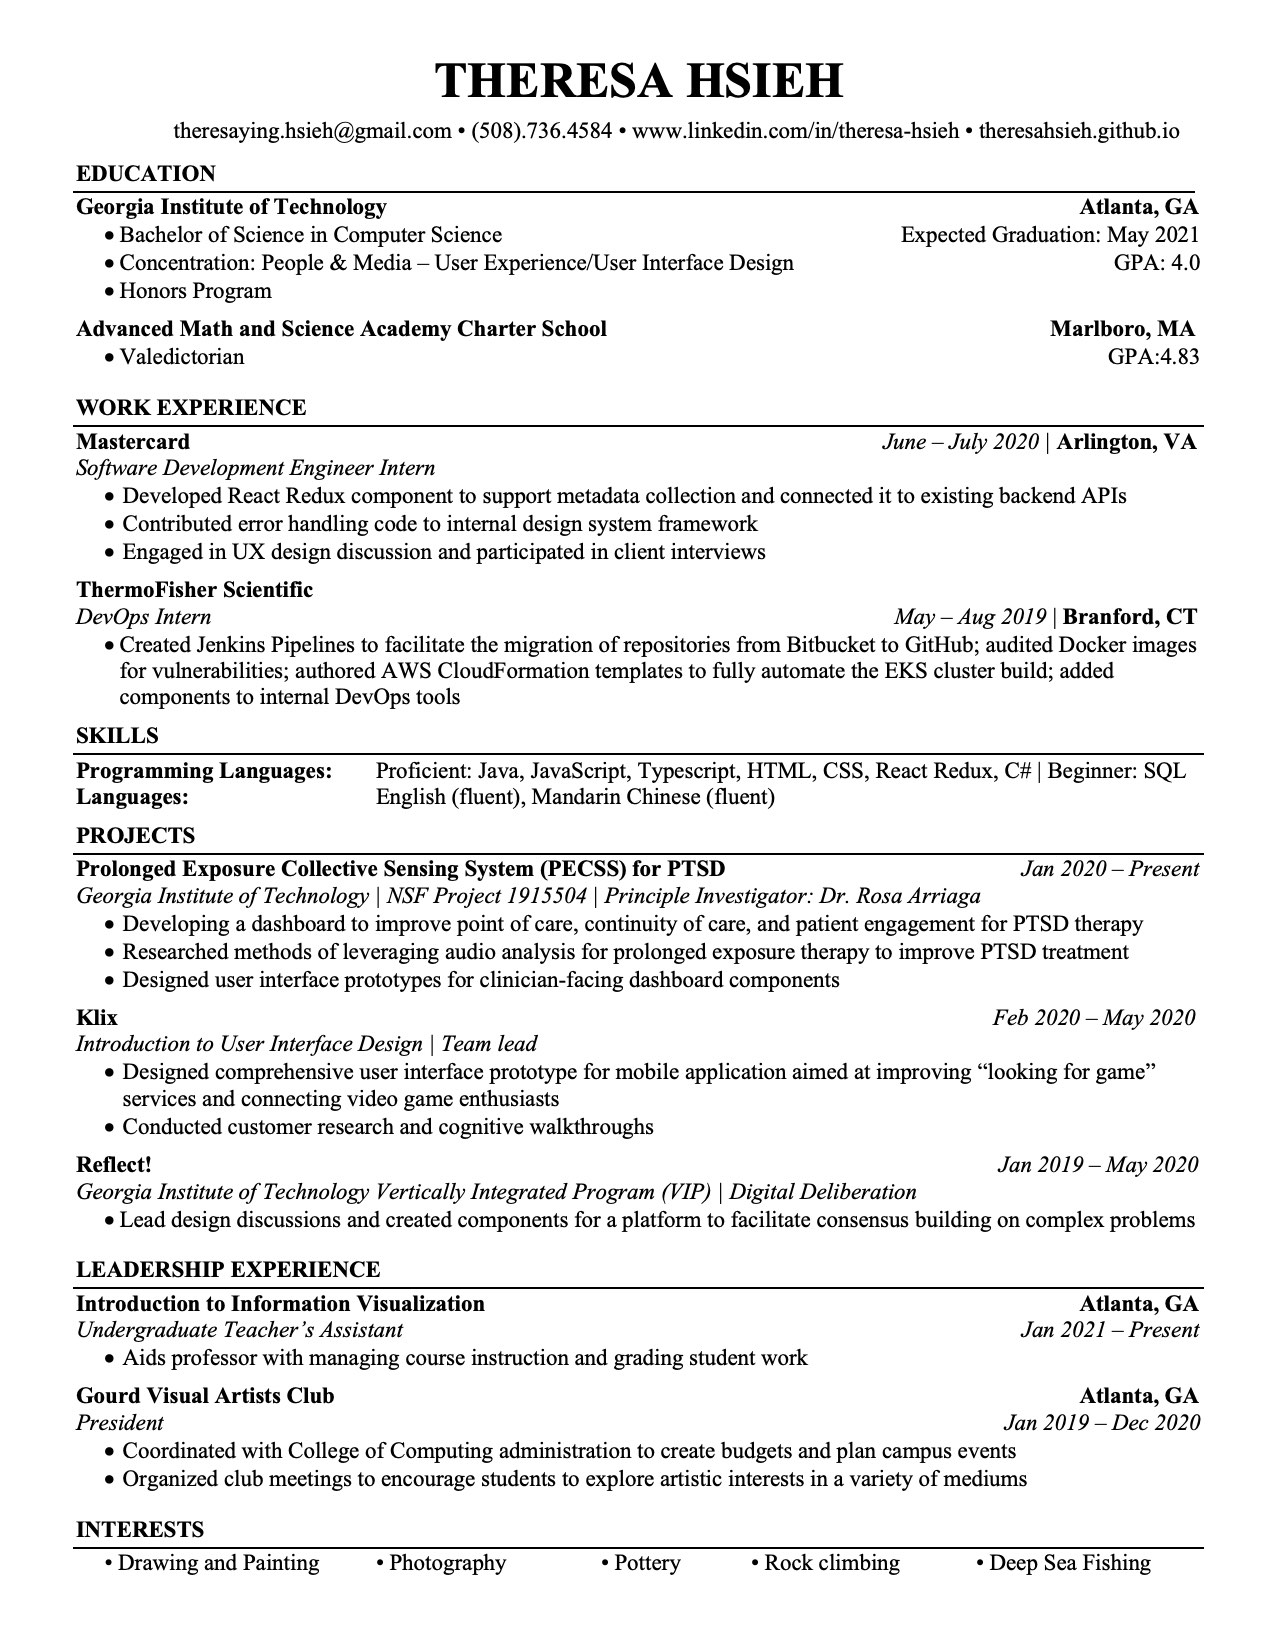 THERESA HSIEH
theresaying.hsieh@gmail.com • (508).736.4584 • www.linkedin.com/in/theresa-hsieh • theresahsieh.github.io
EDUCATION
Georgia Institute of Technology Atlanta, GA
• Bachelor of Science in Computer Science Expected Graduation: May 2021
• Concentration: People & Media – User Experience/User Interface Design GPA: 4.0
• Honors Program
Advanced Math and Science Academy Charter School Marlboro, MA
• Valedictorian GPA:4.83
WORK EXPERIENCE
Mastercard June – July 2020 | Arlington, VA
Software Development Engineer Intern
• Developed React Redux component to support metadata collection and connected it to existing backend APIs
• Contributed error handling code to internal design system framework
• Engaged in UX design discussion and participated in client interviews
ThermoFisher Scientific
DevOps Intern May – Aug 2019 | Branford, CT
• Created Jenkins Pipelines to facilitate the migration of repositories from Bitbucket to GitHub; audited Docker images
for vulnerabilities; authored AWS CloudFormation templates to fully automate the EKS cluster build; added
components to internal DevOps tools
SKILLS
Programming Languages: Proficient: Java, JavaScript, Typescript, HTML, CSS, React Redux, C# | Beginner: SQL
Languages: English (fluent), Mandarin Chinese (fluent)
PROJECTS
Prolonged Exposure Collective Sensing System (PECSS) for PTSD Jan 2020 – Present
Georgia Institute of Technology | NSF Project 1915504 | Principle Investigator: Dr. Rosa Arriaga
• Developing a dashboard to improve point of care, continuity of care, and patient engagement for PTSD therapy
• Researched methods of leveraging audio analysis for prolonged exposure therapy to improve PTSD treatment
• Designed user interface prototypes for clinician-facing dashboard components
Klix Feb 2020 – May 2020
Introduction to User Interface Design | Team lead
• Designed comprehensive user interface prototype for mobile application aimed at improving “looking for game”
services and connecting video game enthusiasts
• Conducted customer research and cognitive walkthroughs
Reflect! Jan 2019 – May 2020
Georgia Institute of Technology Vertically Integrated Program (VIP) | Digital Deliberation
• Lead design discussions and created components for a platform to facilitate consensus building on complex problems
LEADERSHIP EXPERIENCE
Introduction to Information Visualization Atlanta, GA
Undergraduate Teacher’s Assistant Jan 2021 – Present
• Aids professor with managing course instruction and grading student work
Gourd Visual Artists Club Atlanta, GA
President Jan 2019 – Dec 2020
• Coordinated with College of Computing administration to create budgets and plan campus events
• Organized club meetings to encourage students to explore artistic interests in a variety of mediums
INTERESTS
• Drawing and Painting • Photography • Pottery • Rock climbing • Deep Sea Fishing